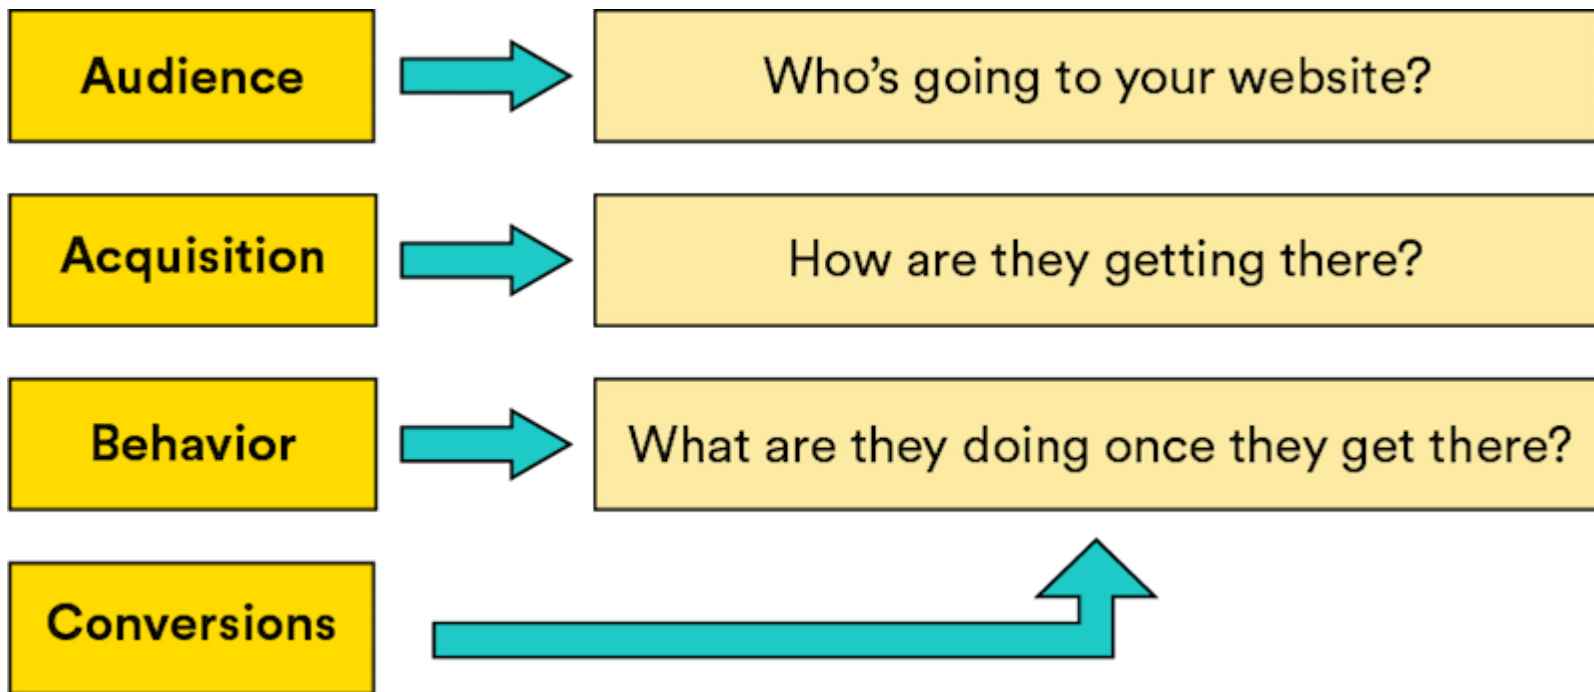 Audience
Who's going to your website?
Acquisition
How are they getting there?
Behavior
What are they doing once they get there?
Conversions